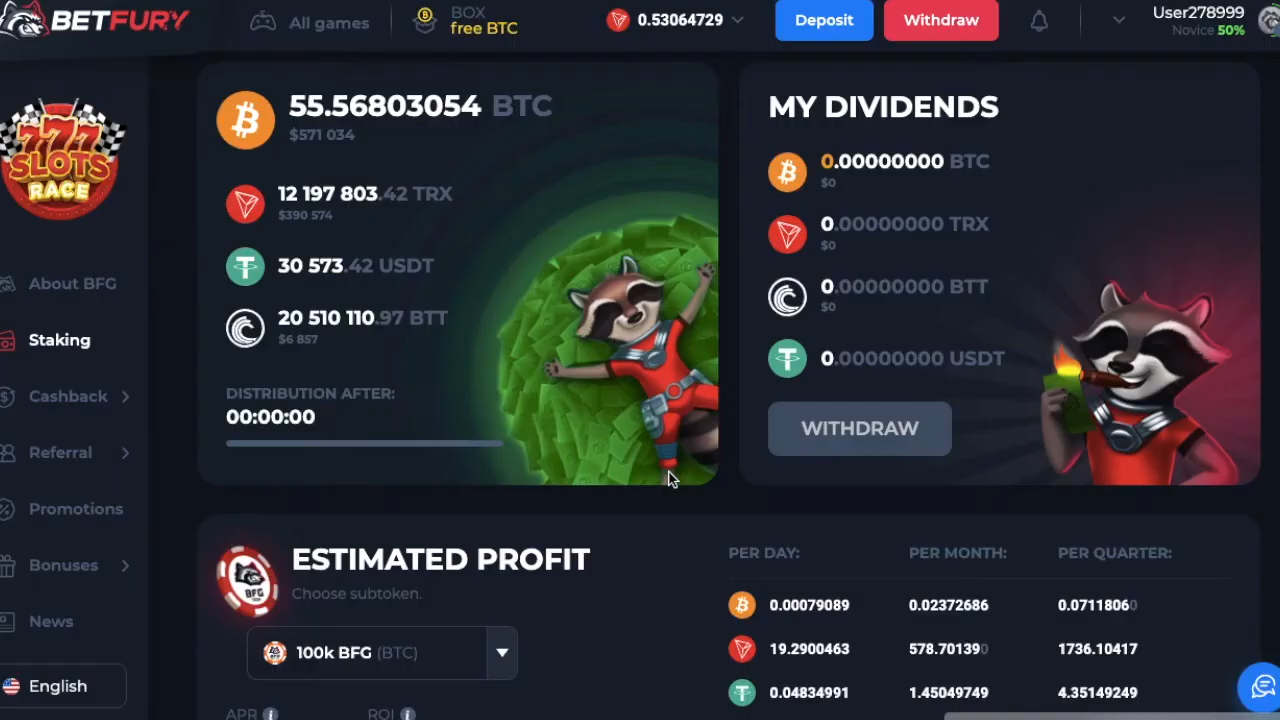 BETFURY
All games
BOX
free BTC
0.53064729
Deposit
Withdraw
User278999
Novice 50%
777
SLOTS
RACE
About BFG
Staking
Cashback
Referral
Promotions
Bonuses
News
English
55.56803054 BTC
$571 034
12 197 803.42 TRX
$390 574
30 573.42 USDT
20 510 110.97 BTT
$6 857
DISTRIBUTION AFTER:
00:00:00
MY DIVIDENDS
0.00000000 BTC
$0
0.00000000 TRX
$0
0.00000000 BTT
$0
0.00000000 USDT
WITHDRAW
BFG
ESTIMATED PROFIT
Choose subtoken.
100k BFG (BTC)
APR
ROI
PER DAY: PER MONTH: PER QUARTER:
0.00079089 0.02372686 0.07118060
19.2900463 578.701390 1736.10417
0.04834991 1.45049749 4.35149249